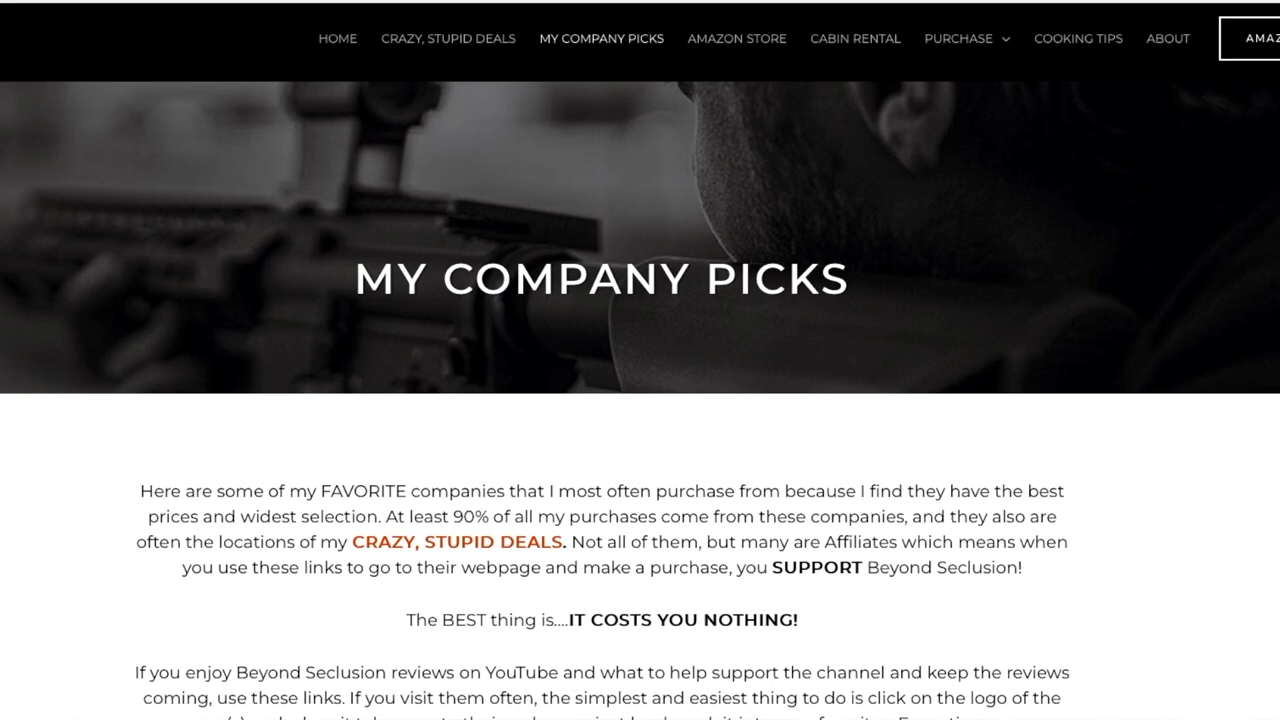 HOME CRAZY, STUPID DEALS MY COMPANY PICKS AMAZON STORE CABIN RENTAL PURCHASE COOKING TIPS ABOUT
MY COMPANY PICKS
Here are some of my FAVORITE companies that I most often purchase from because I find they have the best
prices and widest selection. At least 90% of all my purchases come from these companies, and they also are
often the locations of my CRAZY, STUPID DEALS. Not all of them, but many are Affiliates which means when
you use these links to go to their webpage and make a purchase, you SUPPORT Beyond Seclusion!
The BEST thing is....IT COSTS YOU NOTHING!
If you enjoy Beyond Seclusion reviews on YouTube and what to help support the channel and keep the reviews
coming, use these links. If you visit them often, the simplest and easiest thing to do is click on the logo of the